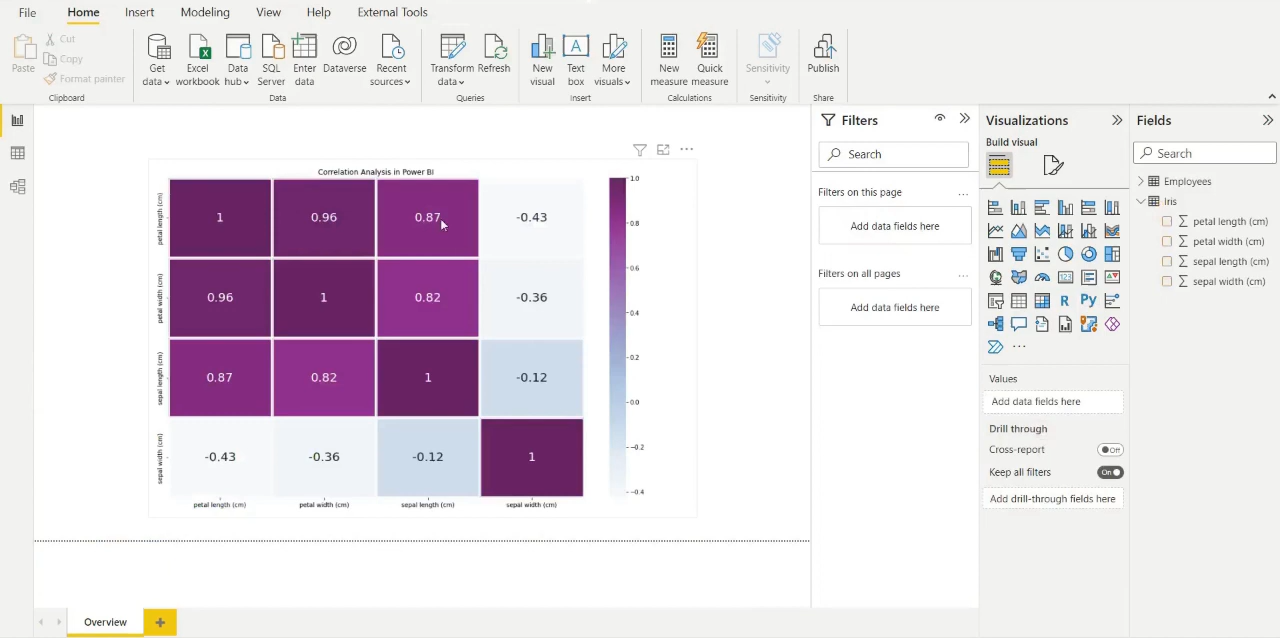 File Home Insert Modeling View Help External Tools
Paste
Cut
Copy
Format painter
Clipboard
Get data
Excel workbook
Data hub
SQL Server
Enter data
Dataverse
Recent sources
Data
Transform data
Refresh
Queries
New visual
Text box
More visuals
Insert
New measure
Quick measure
Calculations
Sensitivity
Sensitivity
Publish
Share
Correlation Analysis in Power BI
petal length (cm)
1 0.96 0.87 -0.43
petal width (cm)
0.96 1 0.82 -0.36
sepal length (cm)
0.87 0.82 1 -0.12
sepal width (cm)
-0.43 -0.36 -0.12 1
petal length (cm) petal width (cm) sepal length (cm) sepal width (cm)
1.0
0.8
0.6
0.4
0.2
0.0
-0.2
-0.4
Filters
Search
Filters on this page
Add data fields here
Filters on all pages
Add data fields here
Visualizations
Build visual
123
R Py
Values
Add data fields here
Drill through
Cross-report Off
Keep all filters On
Add drill-through fields here
Fields
Search
Employees
Iris
petal length (cm)
petal width (cm)
sepal length (cm)
sepal width (cm)
Overview